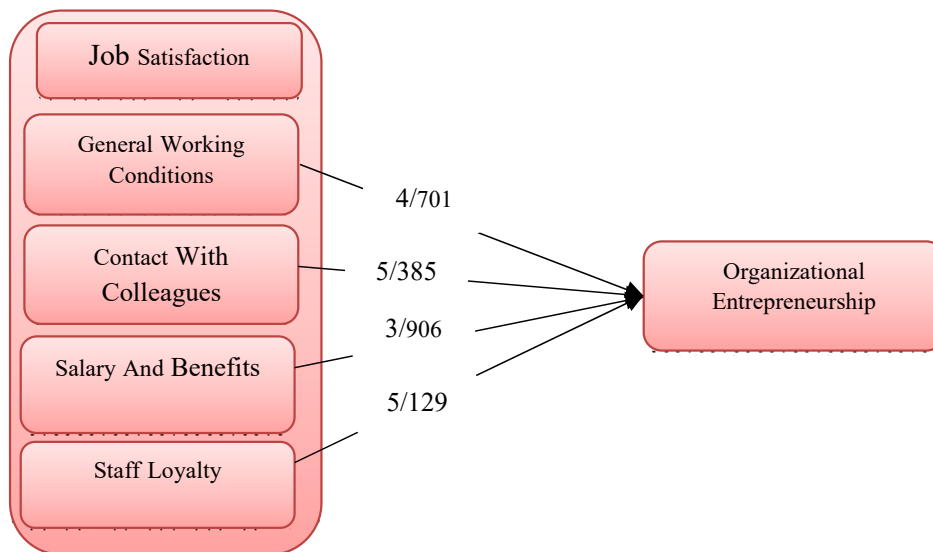 Job Satisfaction
General Working
Conditions
4/701
Contact With
Colleagues
5/385
Organizational
Entrepreneurship
3/906
Salary And Benefits
5/129
Staff Loyalty